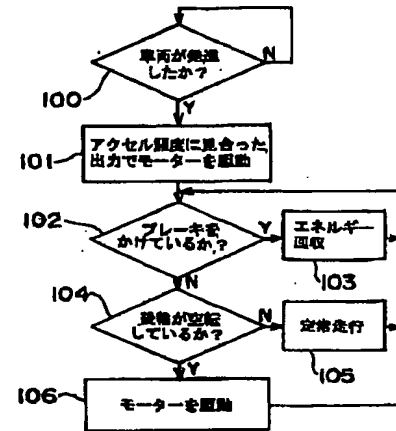 車両が発進
したか？
N
100
Y
アクセル開度に見合った
出力でモーターを駆動
101
102
ブレーキを
かけているか？
Y
エネルギー
回収
103
N
104
後輪が空転
しているか？
N
定常走行
105
Y
106
モーターを駆動